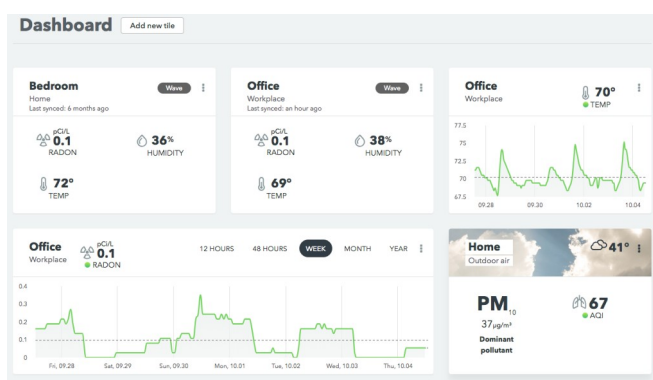 Dashboard
Add new tile
Bedroom
Wave
Home
Last synced: 6 months ago
pCi/L
0.1
RADON
36%
HUMIDITY
72°
TEMP
Office
Wave
Workplace
Last synced: an hour ago
pCi/L
0.1
RADON
38%
HUMIDITY
69°
TEMP
Office
Workplace
70°
TEMP
77.5
75
72.5
70
67.5
09.28 09.30 10.02 10.04
Office
Workplace
pCi/L
0.1
RADON
12 HOURS 48 HOURS WEEK MONTH YEAR
0.4
0.3
0.2
0.1
0
Fri, 09.28 Sat, 09.29 Sun, 09.30 Mon, 10.01 Tue, 10.02 Wed, 10.03 Thu, 10.04
Home
Outdoor air
41°
PM10
37µg/m³
Dominant
pollutant
67
AQI